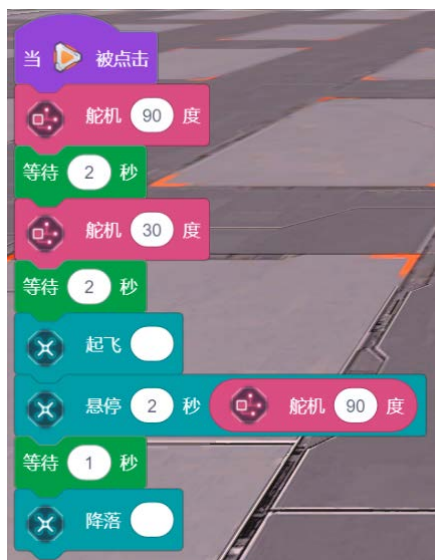 当 被点击
舵机 90 度
等待 2 秒
舵机 30 度
等待 2 秒
起飞
悬停 2 秒 舵机 90 度
等待 1 秒
降落